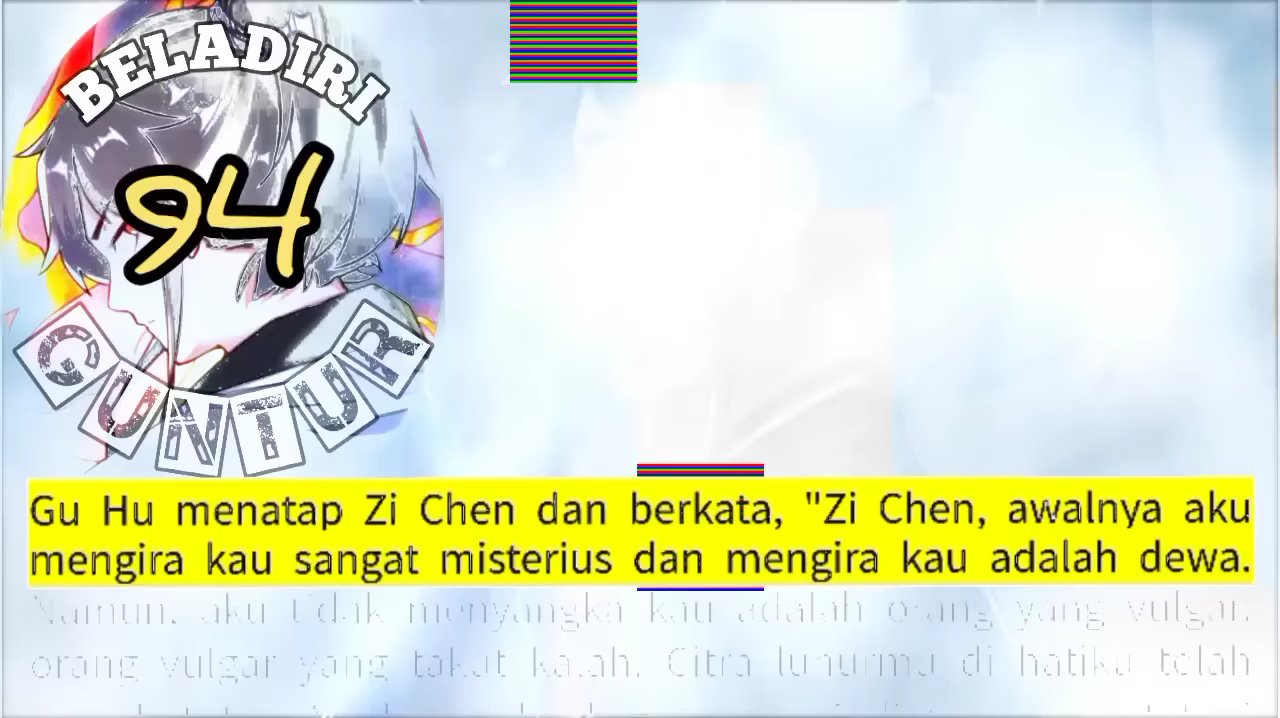 BELADIRI
94
GUNTUR
Gu Hu menatap Zi Chen dan berkata, "Zi Chen, awalnya aku
mengira kau sangat misterius dan mengira kau adalah dewa.
Namun, aku tidak menyangka kau adalah orang yang vulgar,
orang vulgar yang takut kalah. Citra luhurmu di hatiku telah